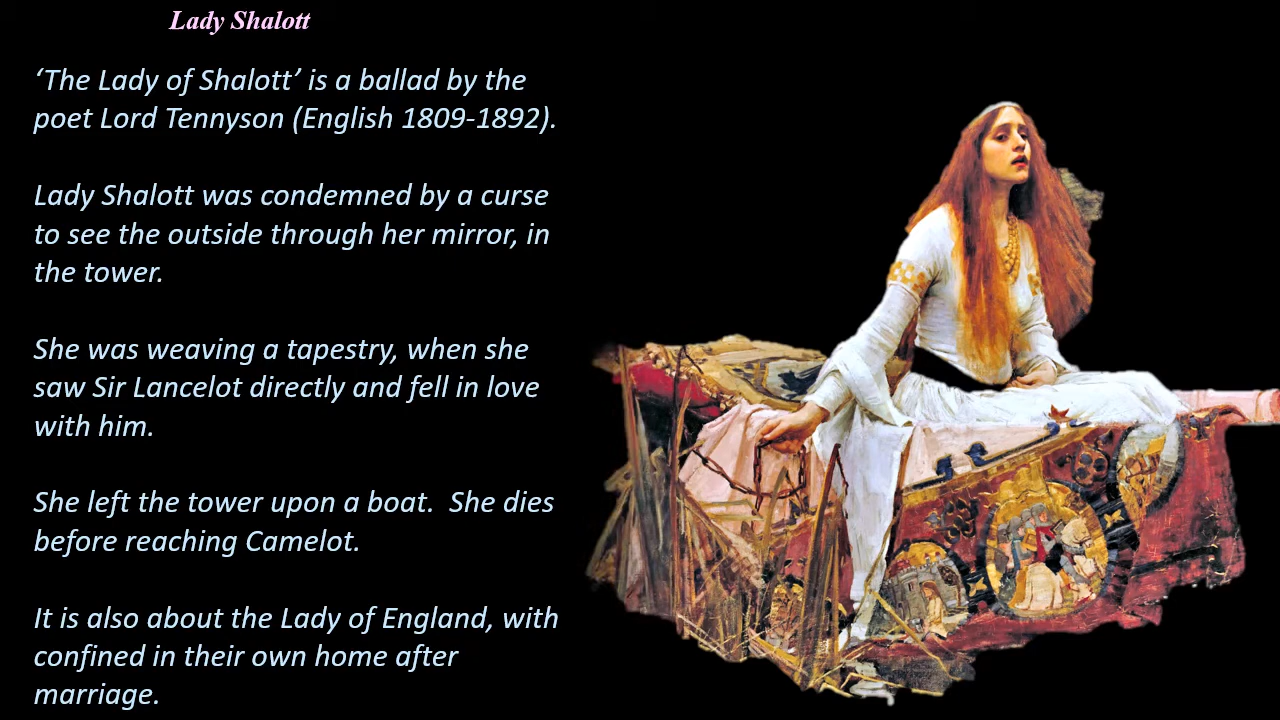 Lady Shalott
‘The Lady of Shalott’ is a ballad by the
poet Lord Tennyson (English 1809-1892).
Lady Shalott was condemned by a curse
to see the outside through her mirror, in
the tower.
She was weaving a tapestry, when she
saw Sir Lancelot directly and fell in love
with him.
She left the tower upon a boat.  She dies
before reaching Camelot.
It is also about the Lady of England, with
confined in their own home after
marriage.